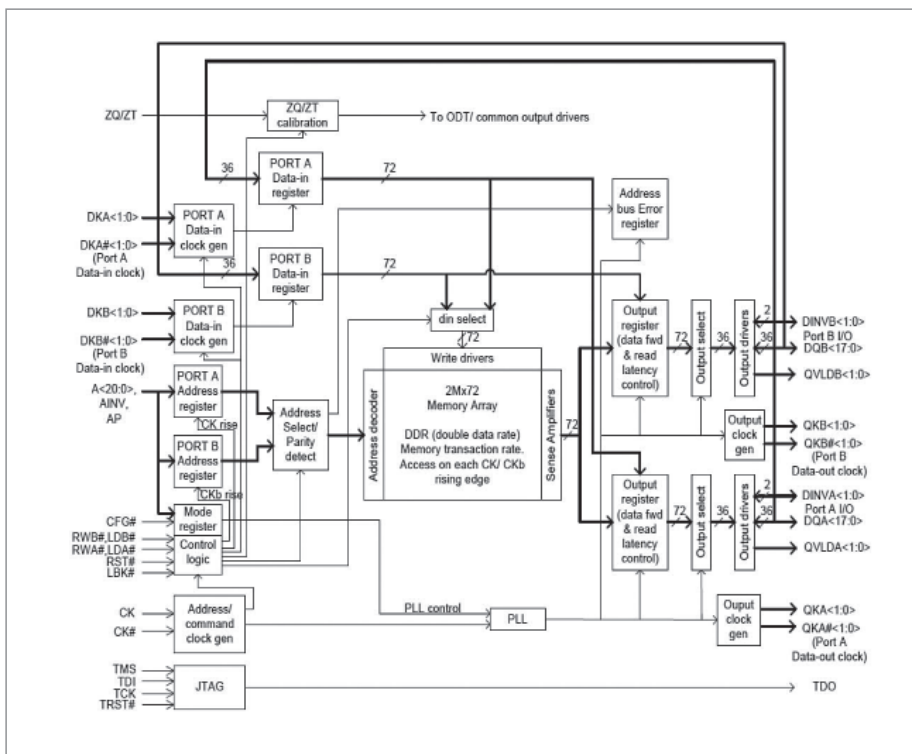 ZQ/ZT
ZQ/ZT
calibration
To ODT/ common output drivers
36
PORT A
Data-in
register
72
Address
bus Error
register
DKA<1:0>
DKA#<1:0>
(Port A
Data-in clock)
PORT A
Data-in
clock gen
36
PORT B
Data-in
register
72
DKB<1:0>
DKB#<1:0>
(Port B
Data-in clock)
PORT B
Data-in
clock gen
din select
72
Write drivers
Output
register
(data fwd
& read
latency
control)
72
Output select
36
Output drivers
2
36
DINVB<1:0>
Port B I/O
DQB<17:0>
QVLDB<1:0>
A<20:0>,
AINV,
AP
PORT A
Address
register
CK rise
PORT B
Address
register
CKb rise
Address
Select/
Parity
detect
Address decoder
2Mx72
Memory Array
DDR (double data rate)
Memory transaction rate.
Access on each CK/ CKb
rising edge
Sense Amplifiers
72
Output
clock
gen
QKB<1:0>
QKB#<1:0>
(Port B
Data-out clock)
Output
register
(data fwd
& read
latency
control)
72
Output select
36
Output drivers
2
36
DINVA<1:0>
Port A I/O
DQA<17:0>
QVLDA<1:0>
CFG#
RWB#,LDB#
RWA#,LDA#
RST#
LBK#
Mode
register
Control
logic
CK
CK#
Address/
command
clock gen
PLL control
PLL
Ouput
clock
gen
QKA<1:0>
QKA#<1:0>
(Port A
Data-out clock)
TMS
TDI
TCK
TRST#
JTAG
TDO